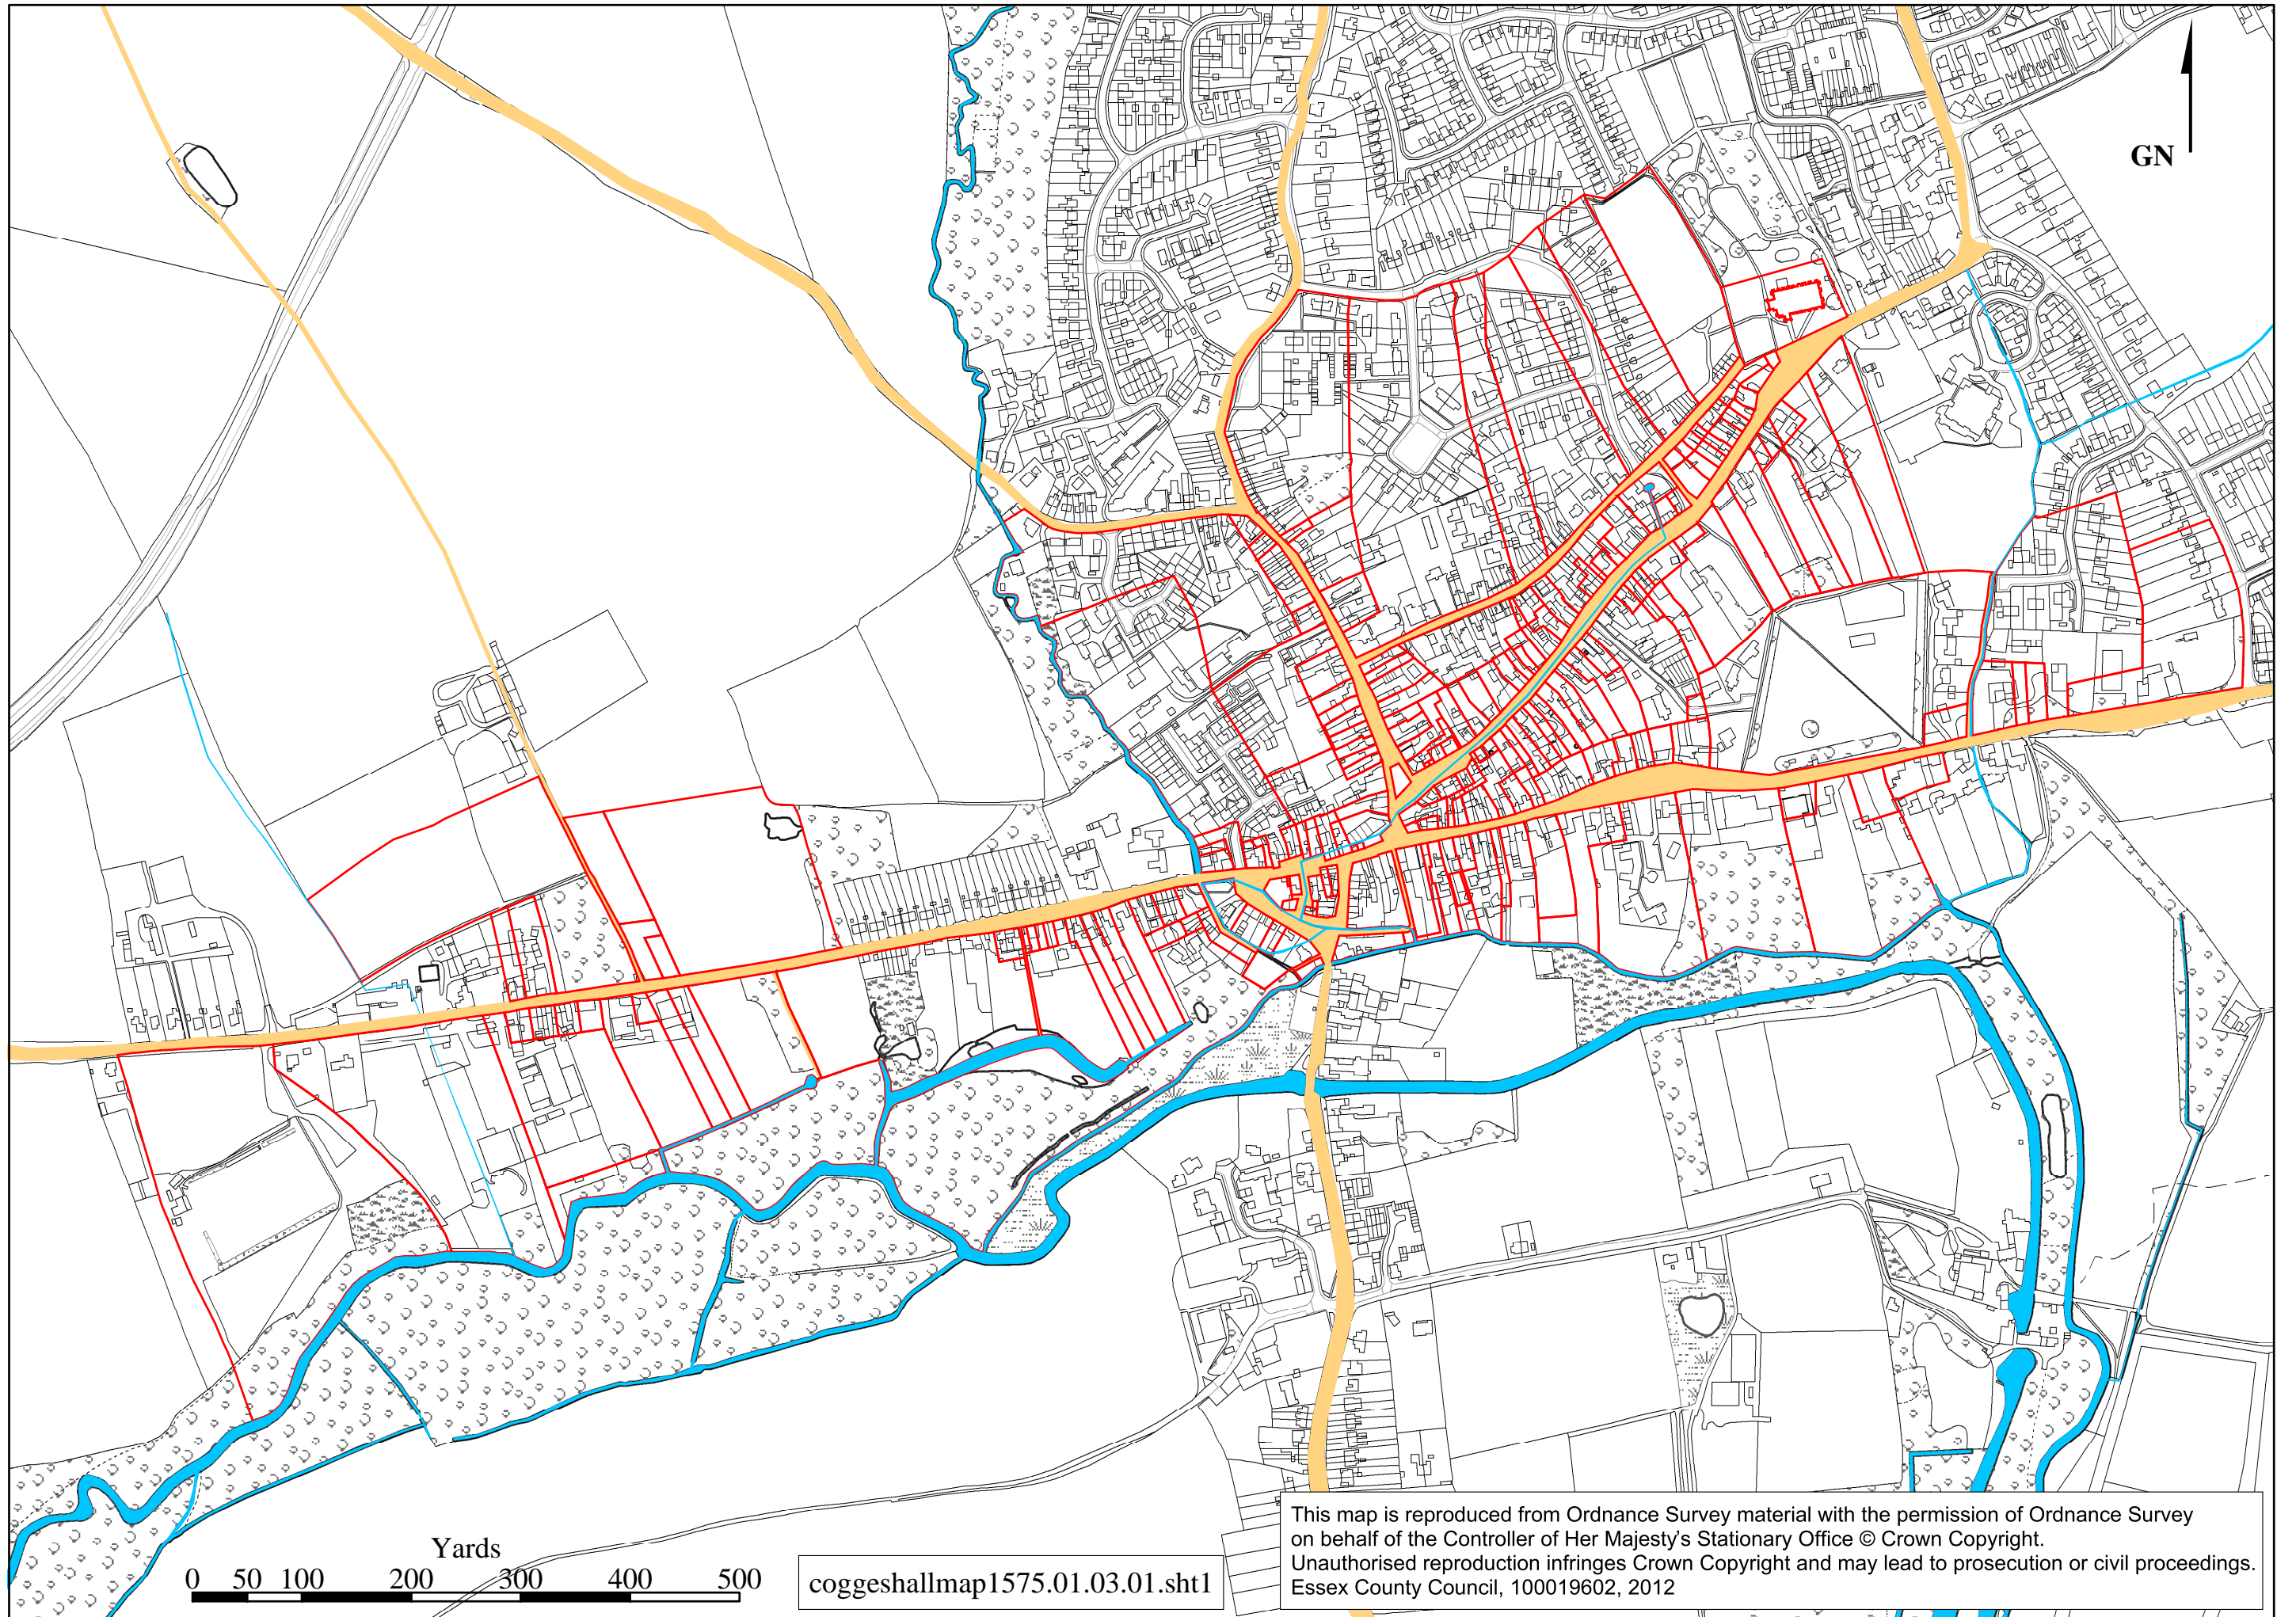 GN
Yards
0 50 100 200 300 400 500
coggeshallmap1575.01.03.01.sht1
This map is reproduced from Ordnance Survey material with the permission of Ordnance Survey
on behalf of the Controller of Her Majesty's Stationary Office © Crown Copyright.
Unauthorised reproduction infringes Crown Copyright and may lead to prosecution or civil proceedings.
Essex County Council, 100019602, 2012